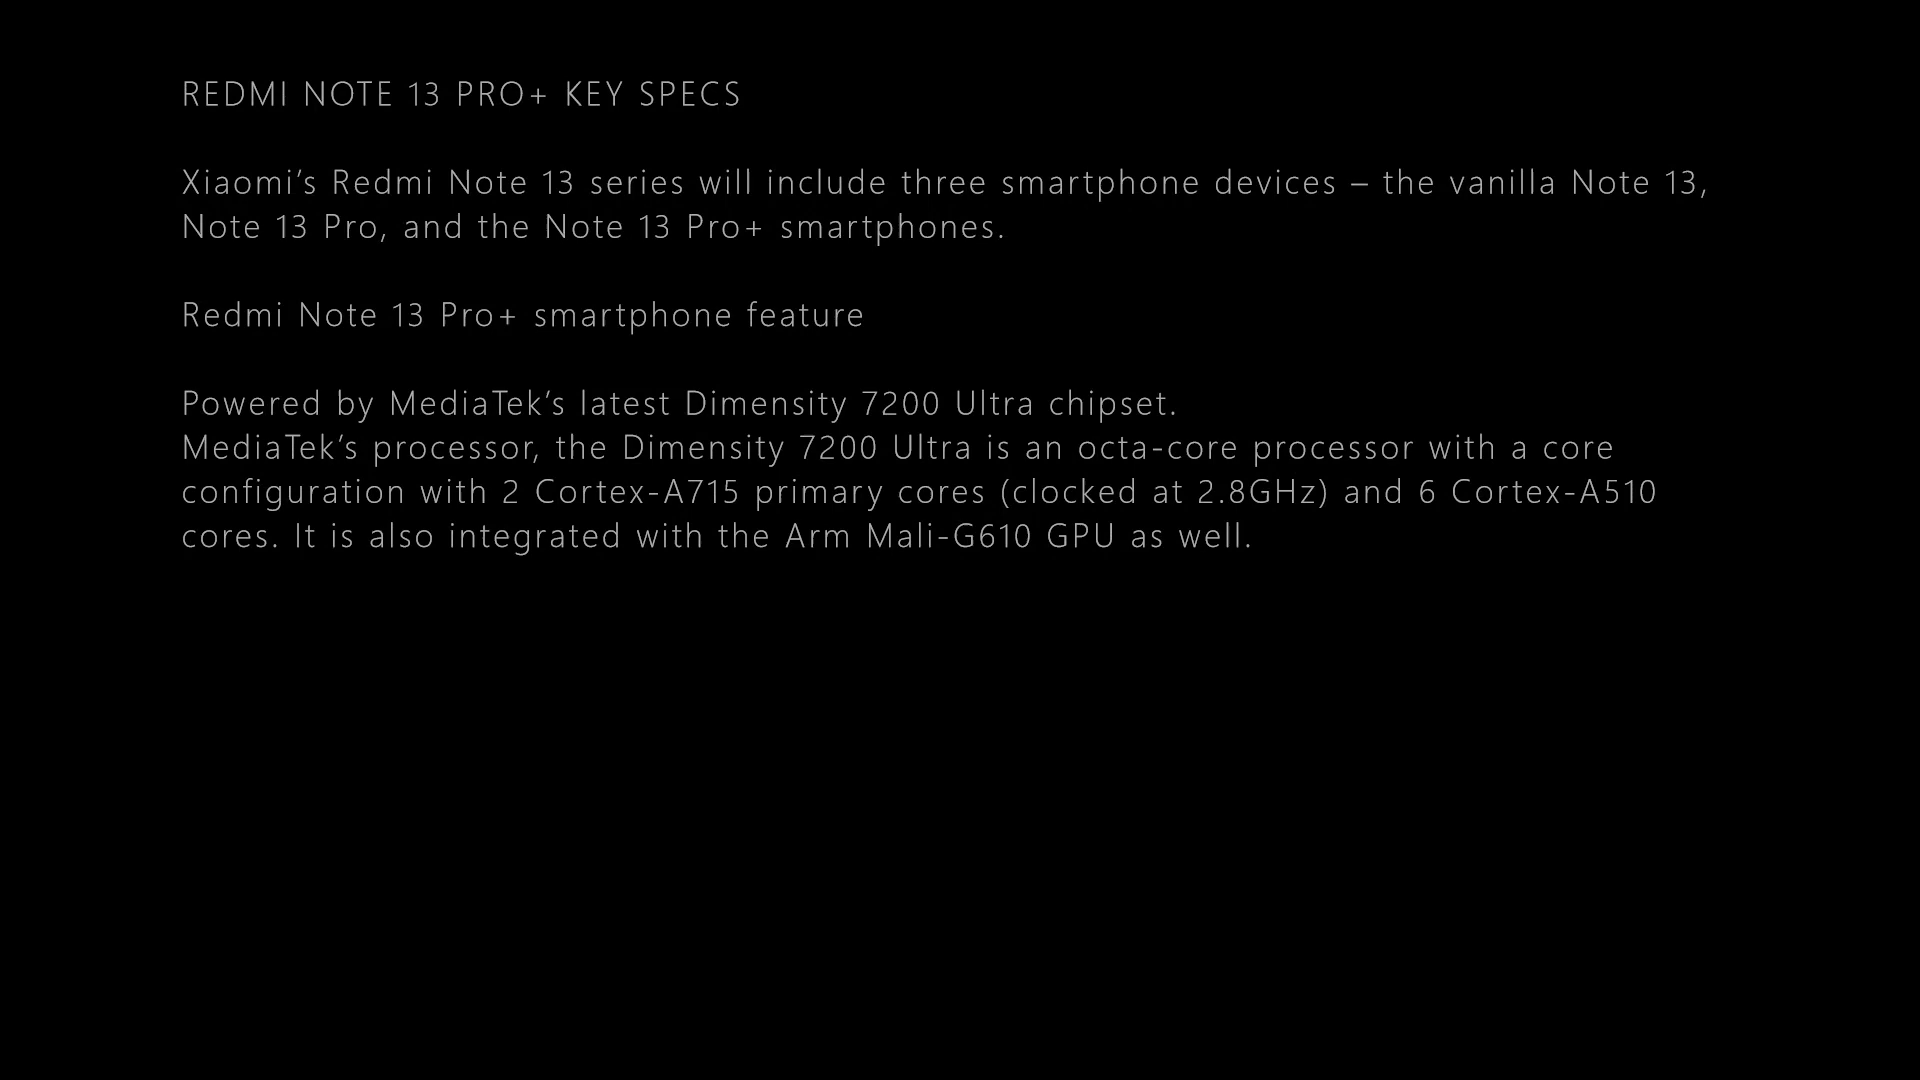 REDMI NOTE 13 PRO+ KEY SPECS
Xiaomi’s Redmi Note 13 series will include three smartphone devices – the vanilla Note 13,
Note 13 Pro, and the Note 13 Pro+ smartphones.
Redmi Note 13 Pro+ smartphone feature
Powered by MediaTek’s latest Dimensity 7200 Ultra chipset.
MediaTek’s processor, the Dimensity 7200 Ultra is an octa-core processor with a core
configuration with 2 Cortex-A715 primary cores (clocked at 2.8GHz) and 6 Cortex-A510
cores. It is also integrated with the Arm Mali-G610 GPU as well.